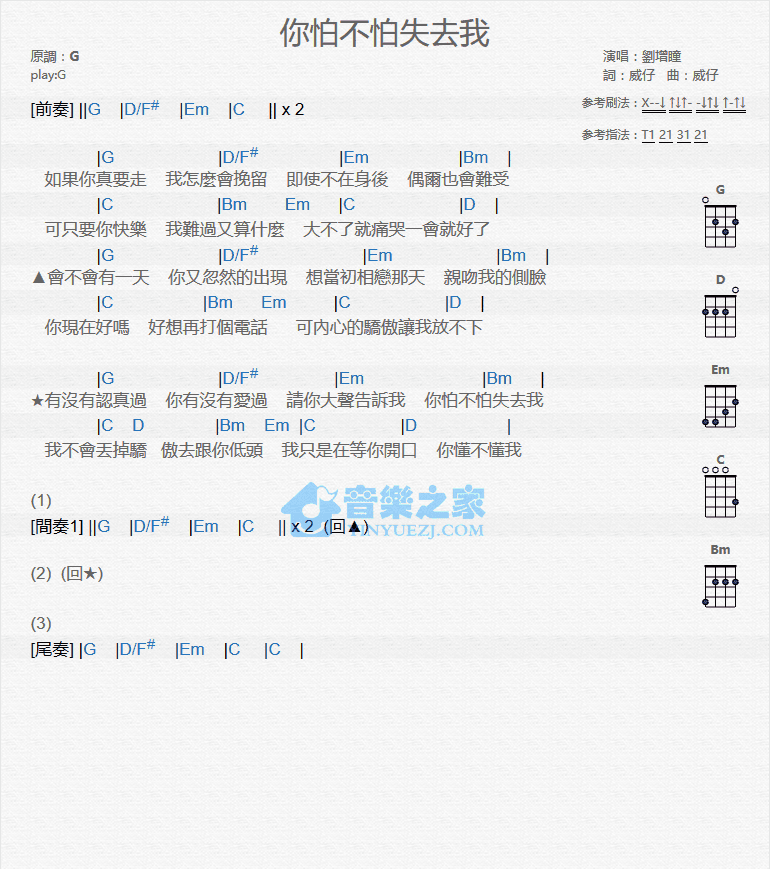 你怕不怕失去我
原調：G
play:G
演唱：劉增瞳
詞：威仔 曲：威仔
参考刷法：X--↓ ↑↓↑- -↓↑↓ ↑-↑↓
参考指法：T1 21 31 21
[前奏] ||G |D/F# |Em |C || x 2
|G |D/F# |Em |Bm |
如果你真要走 我怎麼會挽留 即使不在身後 偶爾也會難受
|C |Bm Em |C |D |
可只要你快樂 我難過又算什麼 大不了就痛哭一會就好了
|G |D/F# |Em |Bm |
▲會不會有一天 你又忽然的出現 想當初相戀那天 親吻我的側臉
|C |Bm Em |C |D |
你現在好嗎 好想再打個電話 可內心的驕傲讓我放不下
|G |D/F# |Em |Bm |
★有沒有認真過 你有沒有愛過 請你大聲告訴我 你怕不怕失去我
|C D |Bm Em |C |D |
我不會丟掉驕 傲去跟你低頭 我只是在等你開口 你懂不懂我
(1)
[間奏1] ||G |D/F# |Em |C || x 2（回▲）
(2)（回★）
(3)
[尾奏] |G |D/F# |Em |C |C |
G
D
Em
C
Bm
音樂之家
YINYUEZJ.COM